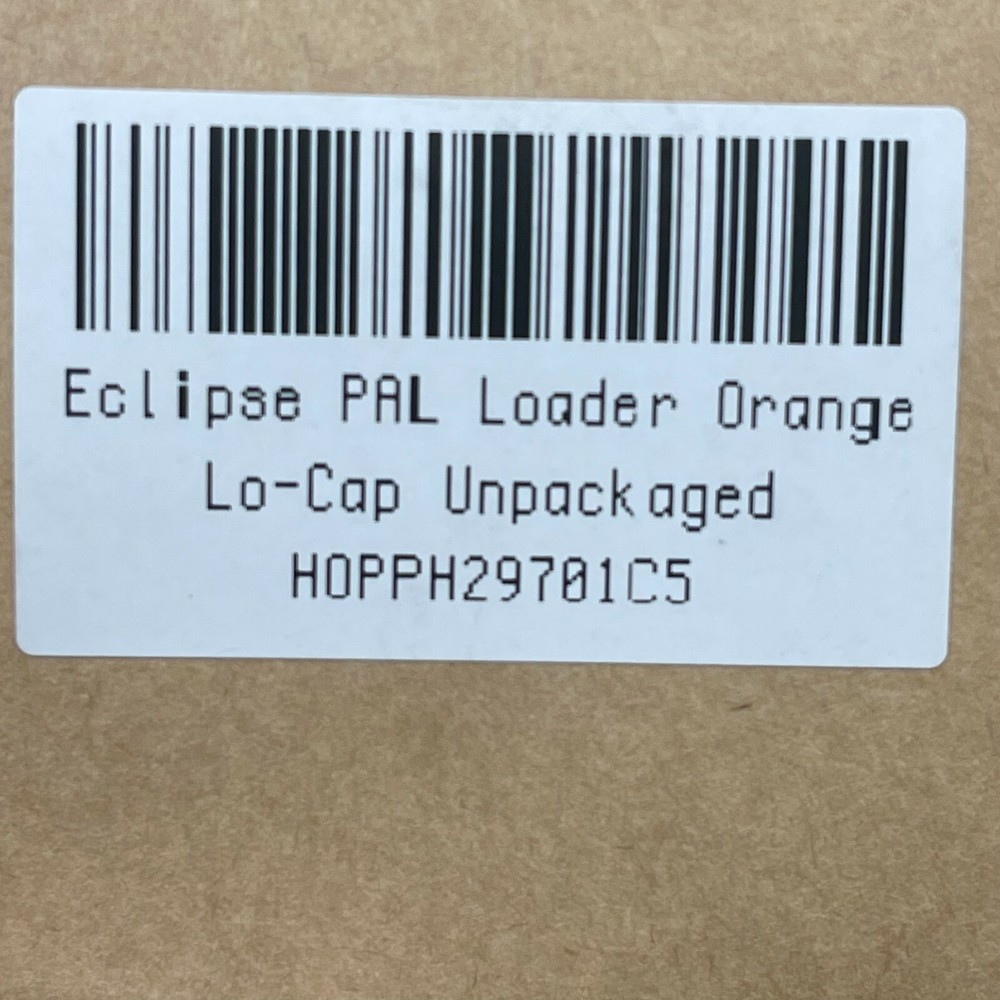 Eclipse PAL Loader Orange
Lo-Cap Unpackaged
HOPPH29701C5